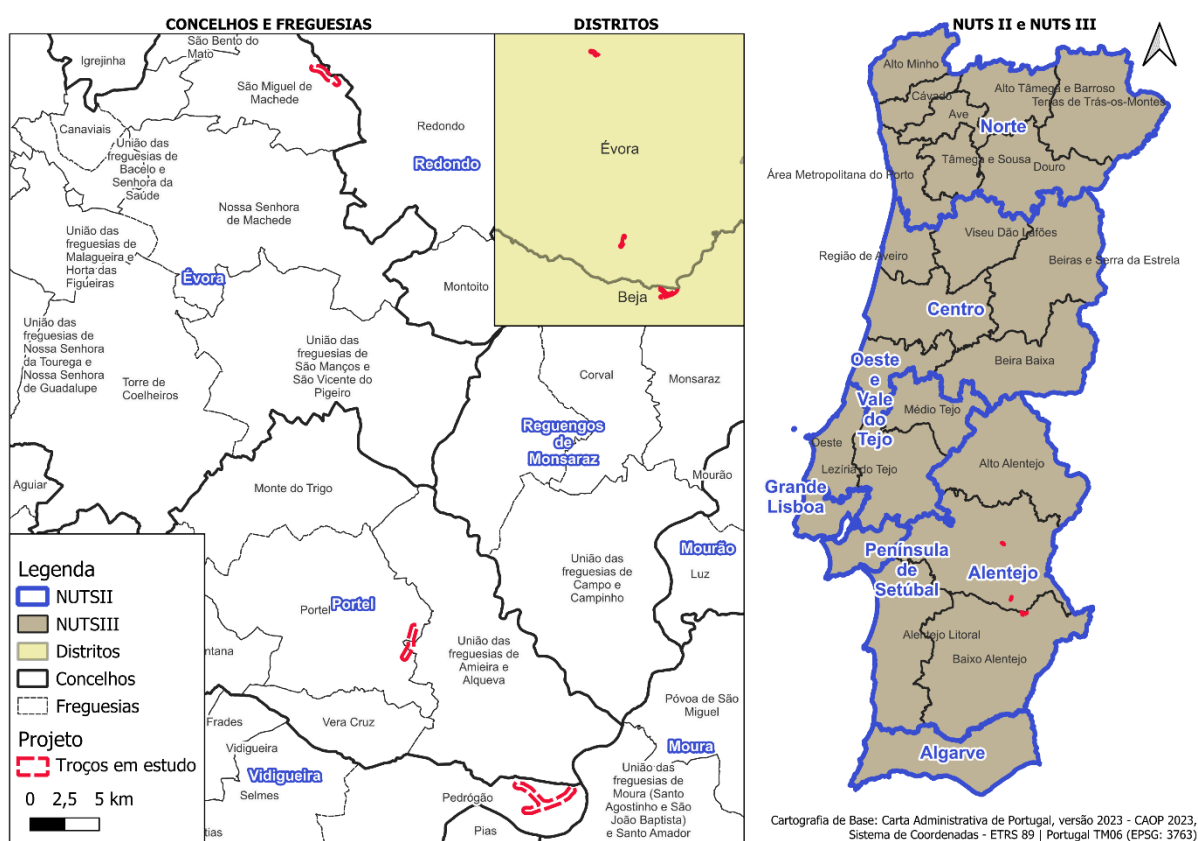 CONCELHOS E FREGUESIAS
DISTRITOS
NUTS II e NUTS III
São Bento do
Mato
Igrejinha
São Miguel de
Machede
Canaviais
União das
freguesias de
Bacelo e
Senhora da
Saúde
Redondo
Redondo
Nossa Senhora
de Machede
União das
freguesias de
Malagueira e
Horta das
Figueiras
Évora
Montoito
União das
freguesias de
Nossa Senhora
da Tourega e
Nossa Senhora
de Guadalupe
Torre de
Coelheiros
União das
freguesias de
São Manços e
São Vicente do
Pigeiro
Corval
Monsaraz
Reguengos
de
Monsaraz
Aguiar
Monte do Trigo
Mourão
Mourão
Luz
União das
freguesias de
Campo e
Campinho
Portel
Portel
União das
freguesias de
Amieira e
Alqueva
ntana
Póvoa de São
Miguel
Frades
Vera Cruz
Vidigueira
Vidigueira
Selmes
Moura
União das
freguesias de
Moura (Santo
Agostinho e São
João Baptista)
e Santo Amador
Pedrógão
Pias
tias
Évora
Beja
Legenda
NUTSII
NUTSIII
Distritos
Concelhos
Freguesias
Projeto
Troços em estudo
0 2,5 5 km
Alto Minho
Cávado
Alto Tâmega e Barroso
Terras de Trás-os-Montes
Ave
Norte
Tâmega e Sousa
Douro
Área Metropolitana do Porto
Viseu Dão Lafões
Região de Aveiro
Beiras e Serra da Estrela
Centro
Oeste
e
Vale
do
Tejo
Beira Baixa
Médio Tejo
Oeste
Lezíria do Tejo
Alto Alentejo
Grande
Lisboa
Península
de
Setúbal
Alentejo
Alentejo Litoral
Baixo Alentejo
Algarve
Cartografia de Base: Carta Administrativa de Portugal, versão 2023 - CAOP 2023,
Sistema de Coordenadas - ETRS 89 | Portugal TM06 (EPSG: 3763)